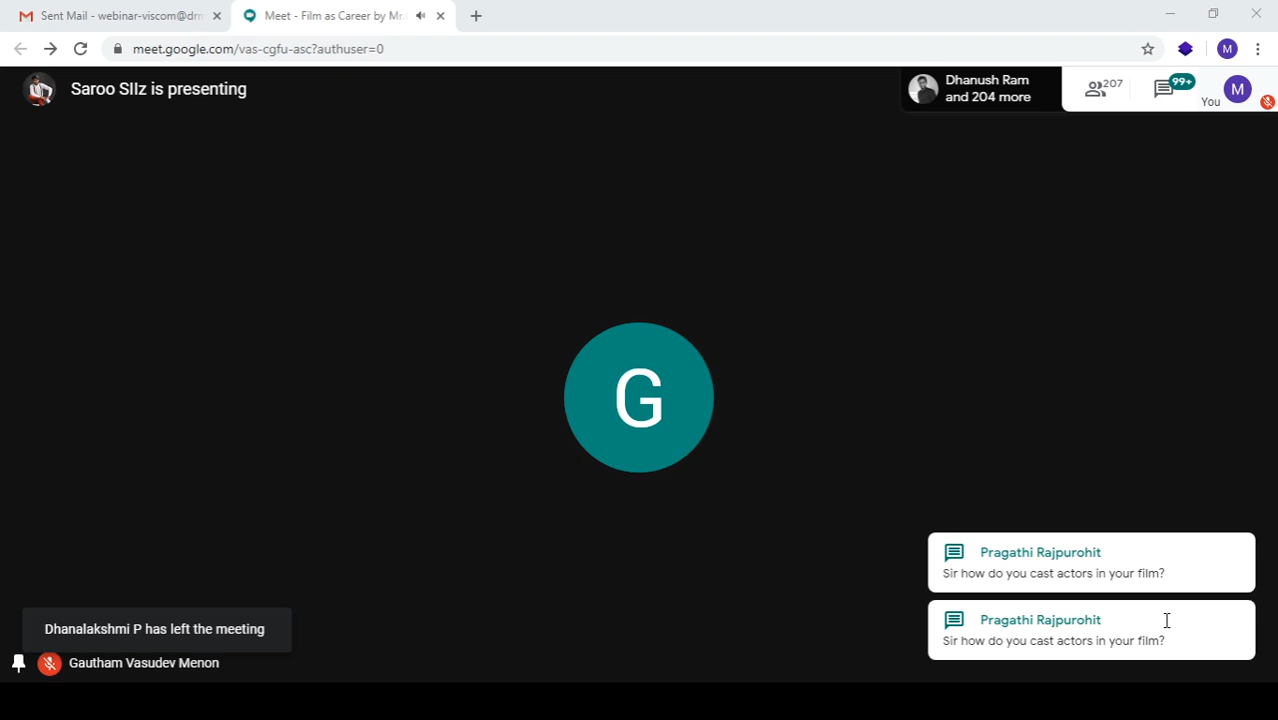 Sent Mail - webinar-viscom@drm
Meet - Film as Career by Mr.
meet.google.com/vas-cgfu-asc?authuser=0
M
Saroo SIIz is presenting
Dhanush Ram
and 204 more
207
99+
You
M
G
Pragathi Rajpurohit
Sir how do you cast actors in your film?
Pragathi Rajpurohit
Sir how do you cast actors in your film?
Dhanalakshmi P has left the meeting
Gautham Vasudev Menon